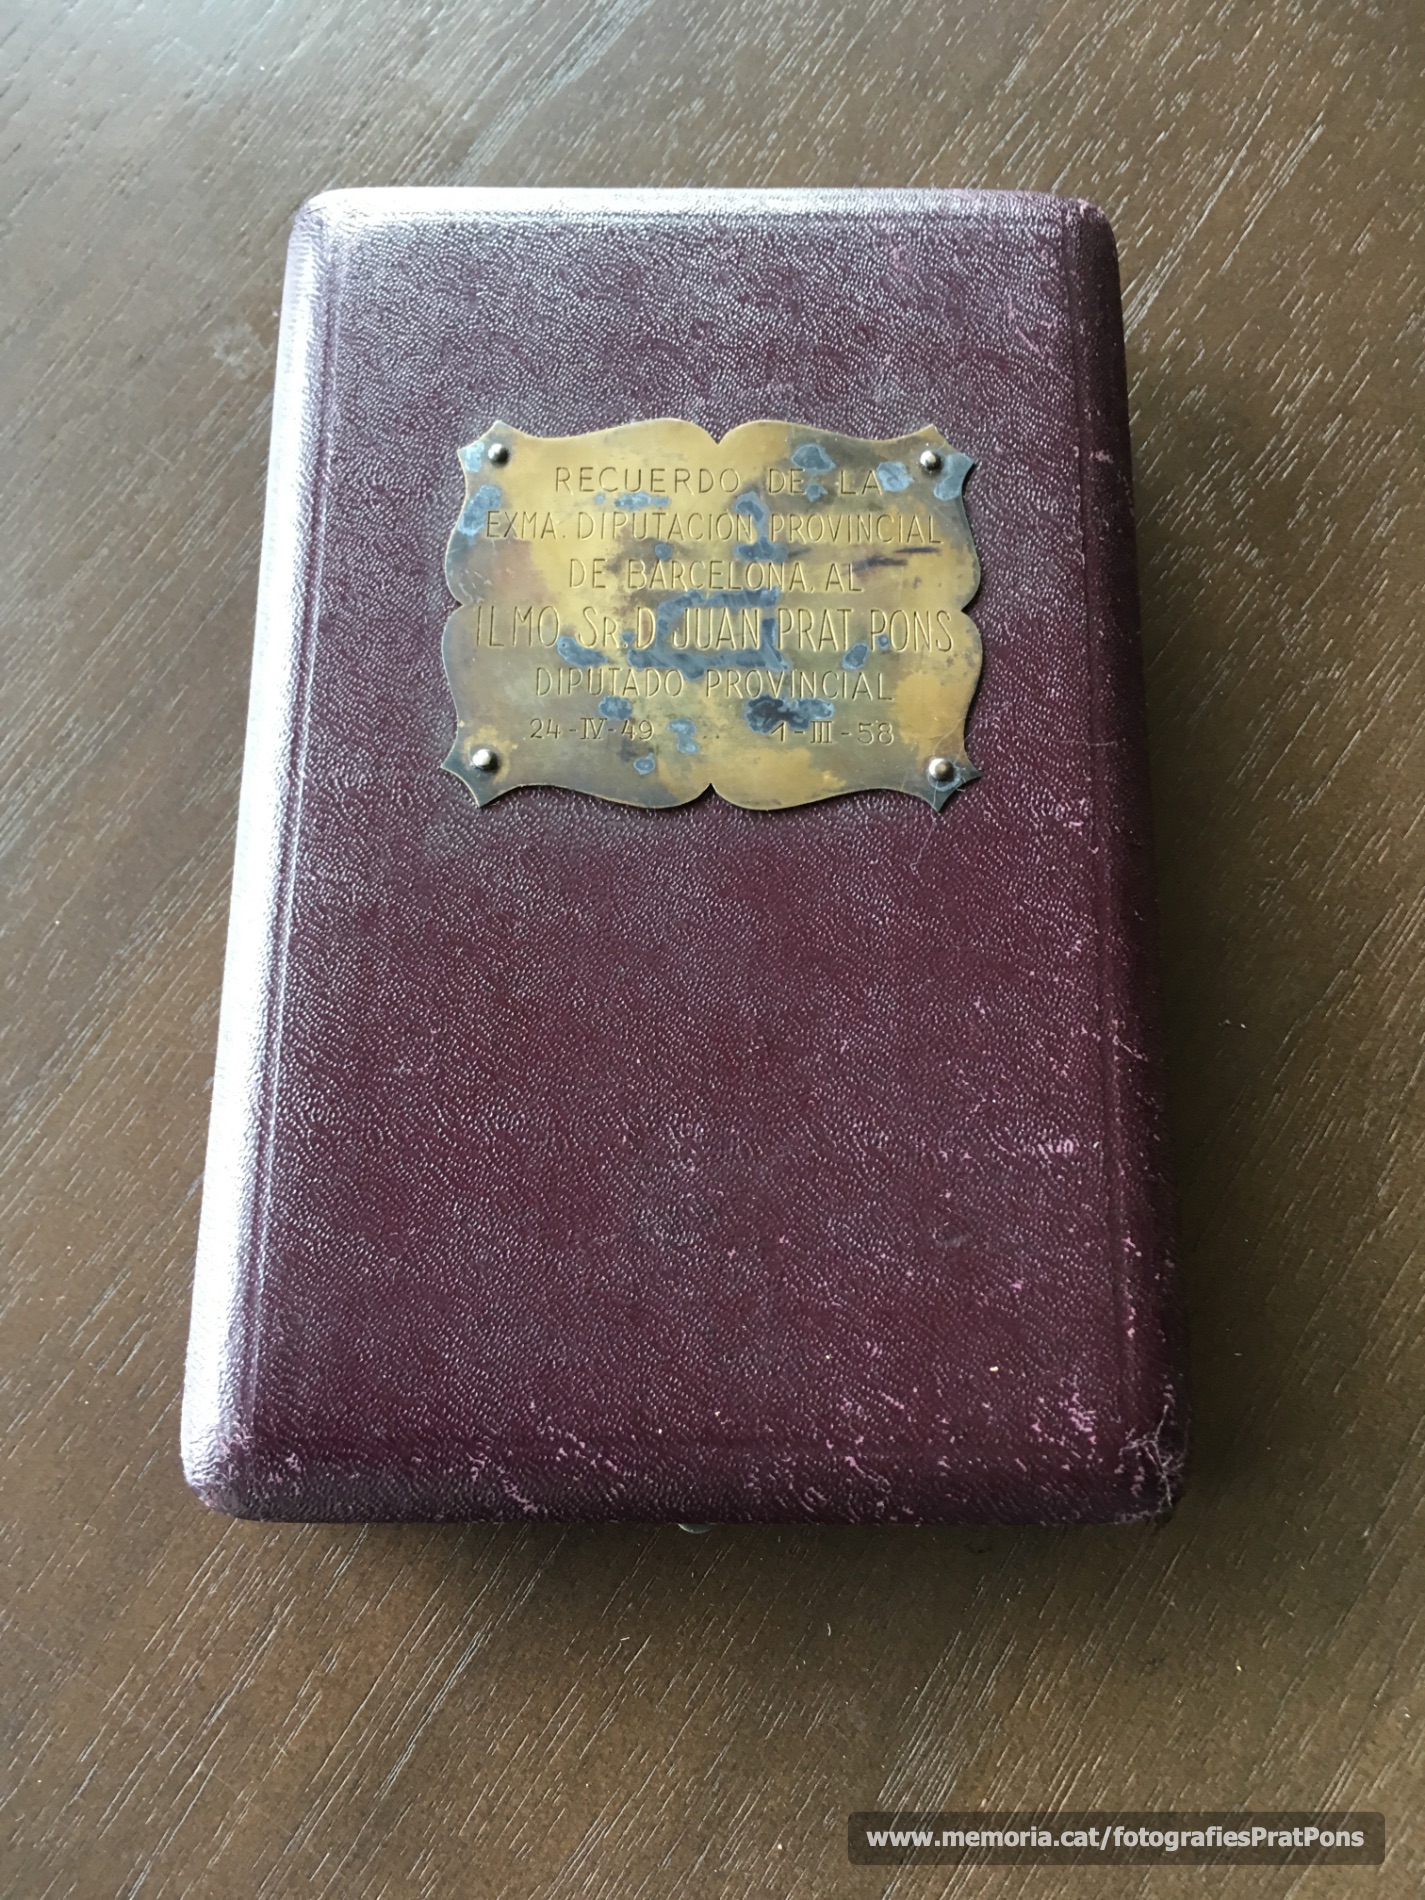 RECUERDO DE LA
EXMA. DIPUTACION PROVINCIAL
DE BARCELONA, AL
ILMO SR. D JUAN PRAT PONS
DIPUTADO PROVINCIAL
24-IV-49 1-III-58
www.memoria.cat/fotografiesPratPons